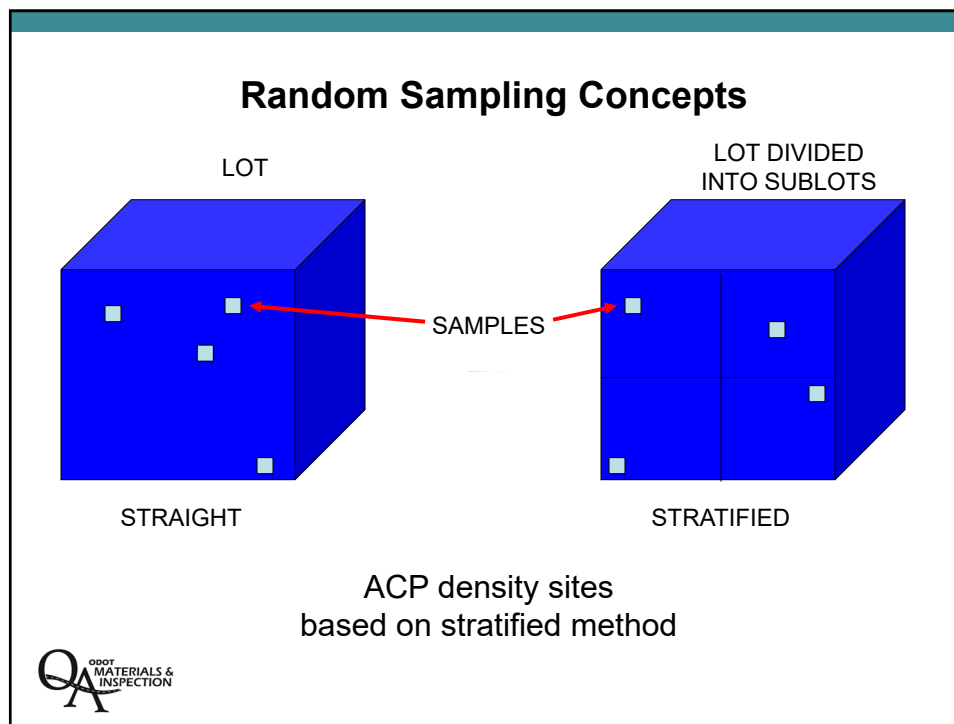 Random Sampling Concepts
LOT
LOT DIVIDED
INTO SUBLOTS
SAMPLES
STRAIGHT
STRATIFIED
ACP density sites
based on stratified method
QA
ODOT
MATERIALS &
INSPECTION